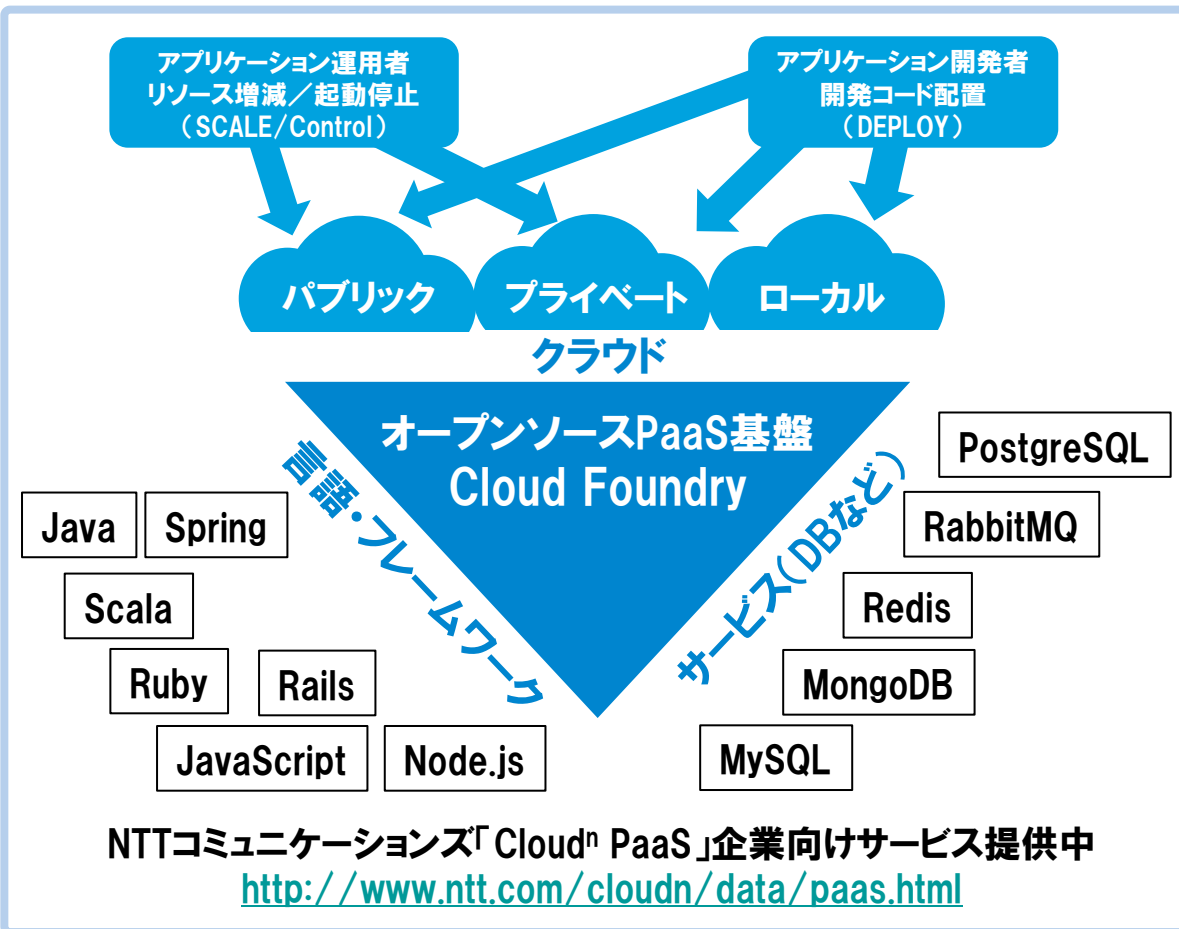 アプリケーション運用者
リソース増減／起動停止
（SCALE/Control）
アプリケーション開発者
開発コード配置
（DEPLOY）
パブリック
プライベート
ローカル
クラウド
オープンソースPaaS基盤
Cloud Foundry
言語・フレームワーク
サービス（DBなど）
Java
Spring
Scala
Ruby
Rails
JavaScript
Node.js
PostgreSQL
RabbitMQ
Redis
MongoDB
MySQL
NTTコミュニケーションズ「Cloudⁿ PaaS」企業向けサービス提供中
http://www.ntt.com/cloudn/data/paas.html